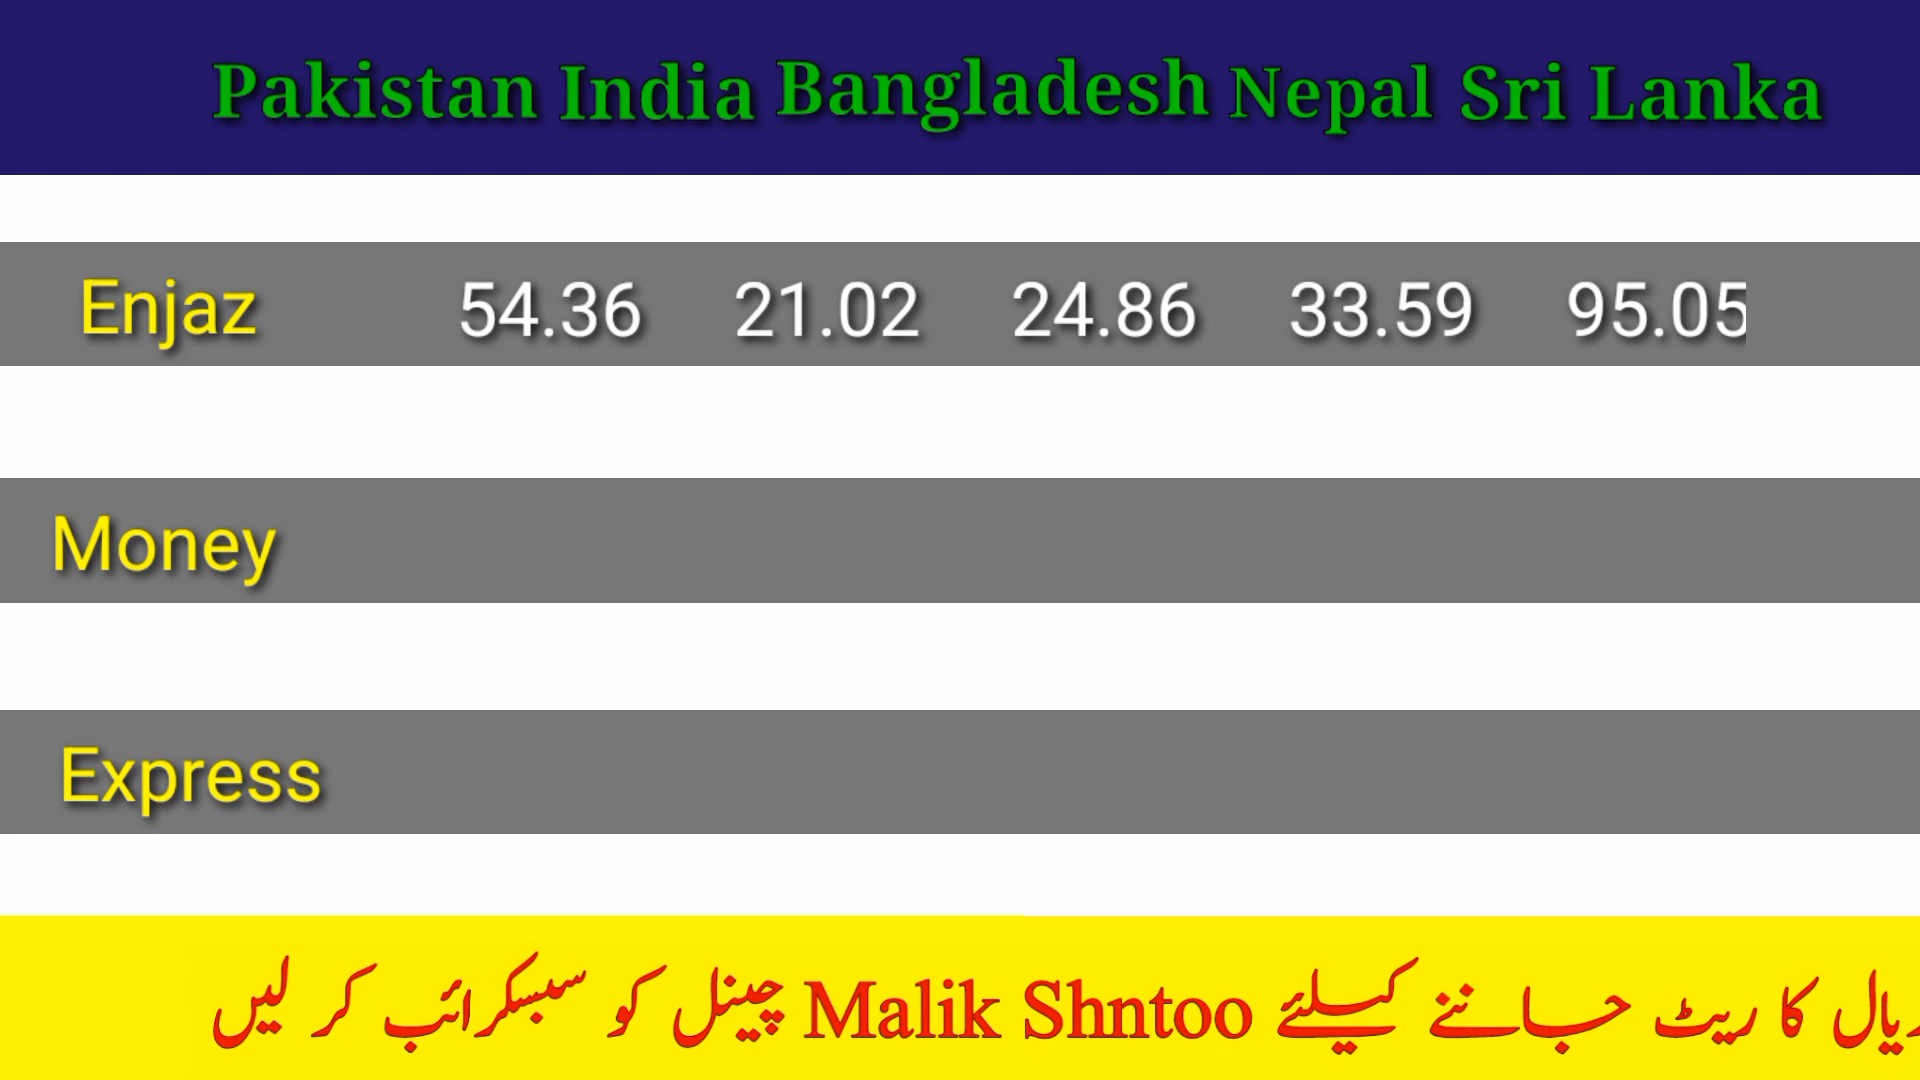 Pakistan India Bangladesh Nepal Sri Lanka
Enjaz 54.36 21.02 24.86 33.59 95.05
Money
Express
ریال کا ریٹ جاننے کیلئے Malik Shntoo چینل کو سبسکرائب کر لیں